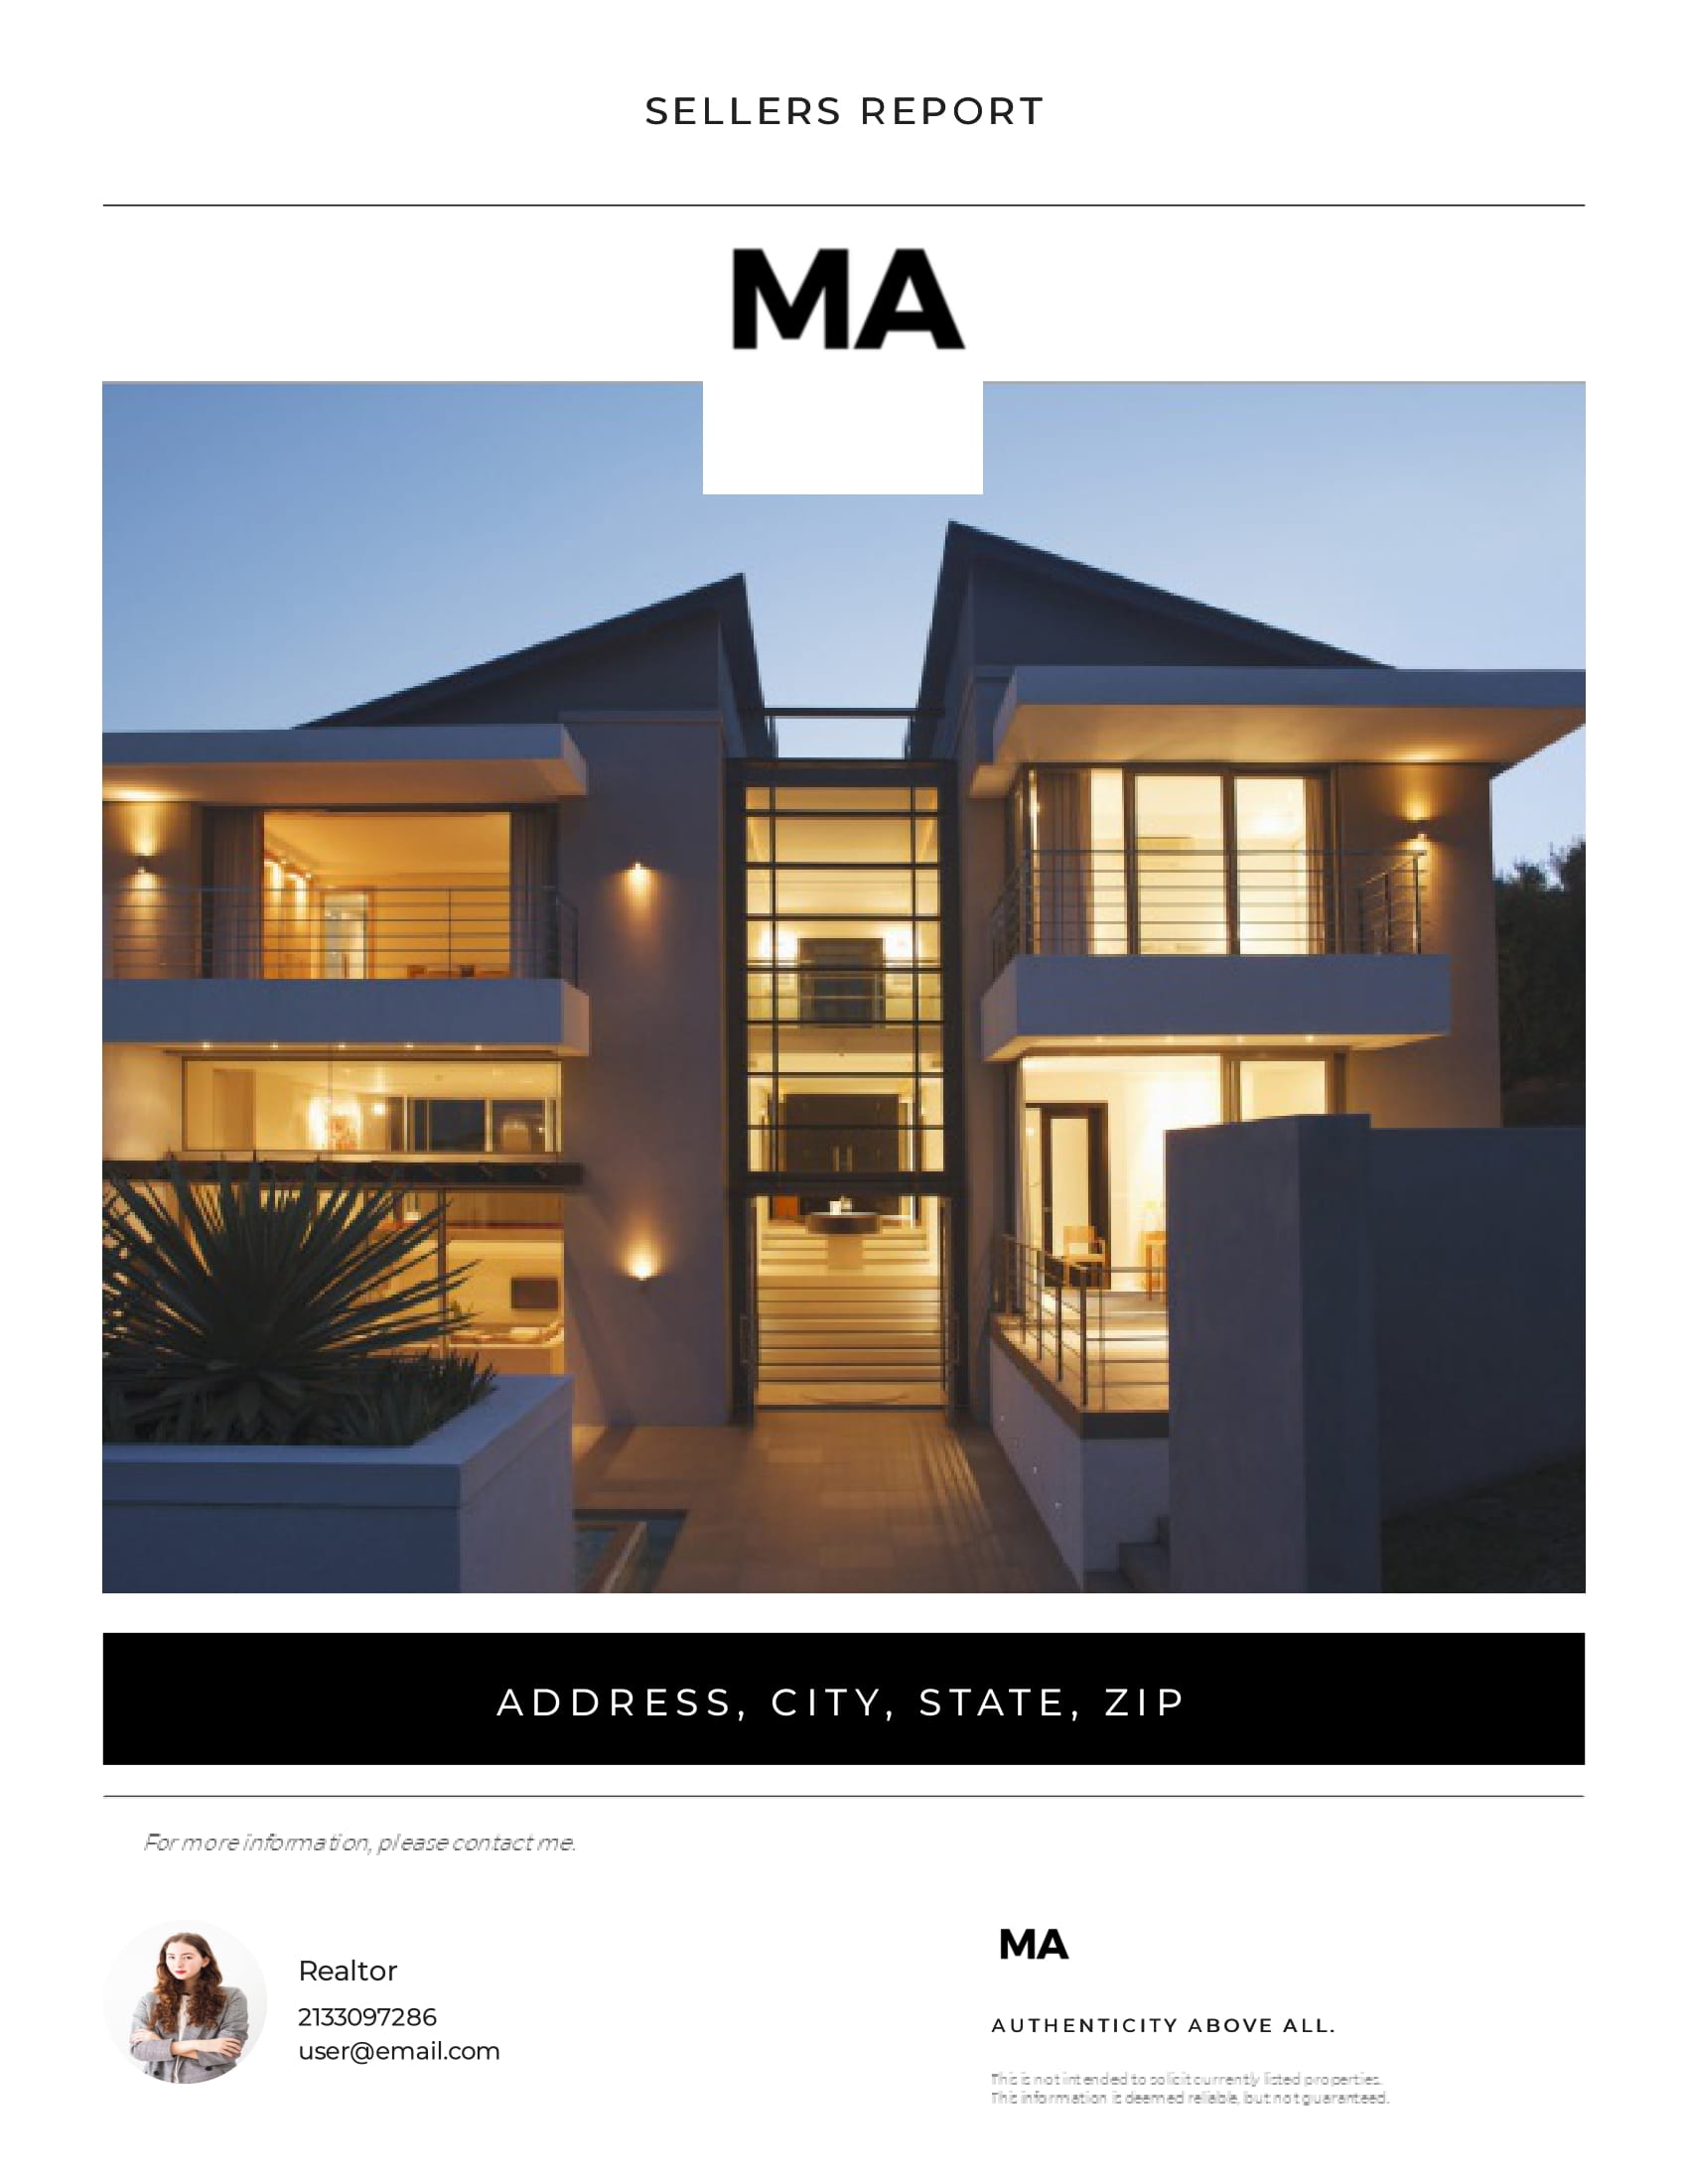 SELLERS REPORT
MA
ADDRESS, CITY, STATE, ZIP
For more information, please contact me.
Realtor
2133097286
user@email.com
MA
AUTHENTICITY ABOVE ALL.
This is not intended to solicit currently listed properties.
This information is deemed reliable, but not guaranteed.